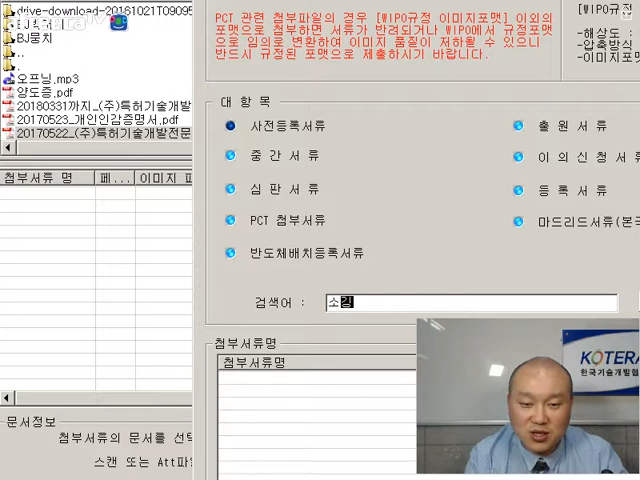 drive-download-20161021T09095
BJ뭉치
..
.
오프닝.mp3
양도증.pdf
20180331까지_(주)특허기술개발
20170523_개인인감증명서.pdf
20170522_(주)특허기술개발전문
첨부서류 명
페...
이미지 파
문서정보
첨부서류의 문서를 선택
스캔 또는 Att파일
PCT 관련 첨부파일의 경우 [WIPO규정 이미지포맷] 이외의
포맷으로 첨부하면 서류가 반려되거나 WIPO에서 규정포맷
으로 임의로 변환하여 이미지 품질이 저하될 수 있으니
반드시 규정된 포맷으로 제출하시기 바랍니다.
[WIPO규정
-해상도 :
-압축방식
-이미지포맷
대 항 목
사전등록서류
출 원 서 류
중 간 서 류
이 의 신 청 서 류
심 판 서 류
등 록 서 류
PCT 첨부서류
마드리드서류(본국
반도체배치등록서류
검색어 :
첨부서류명
첨부서류명
KOTERA
한국기술개발협